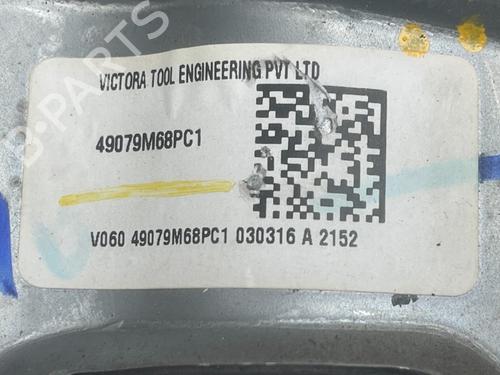 VICTORA TOOL ENGINEERING PVT LTD
49079M68PC1
V060 49079M68PC1 030316 A 2152
B-PARTS